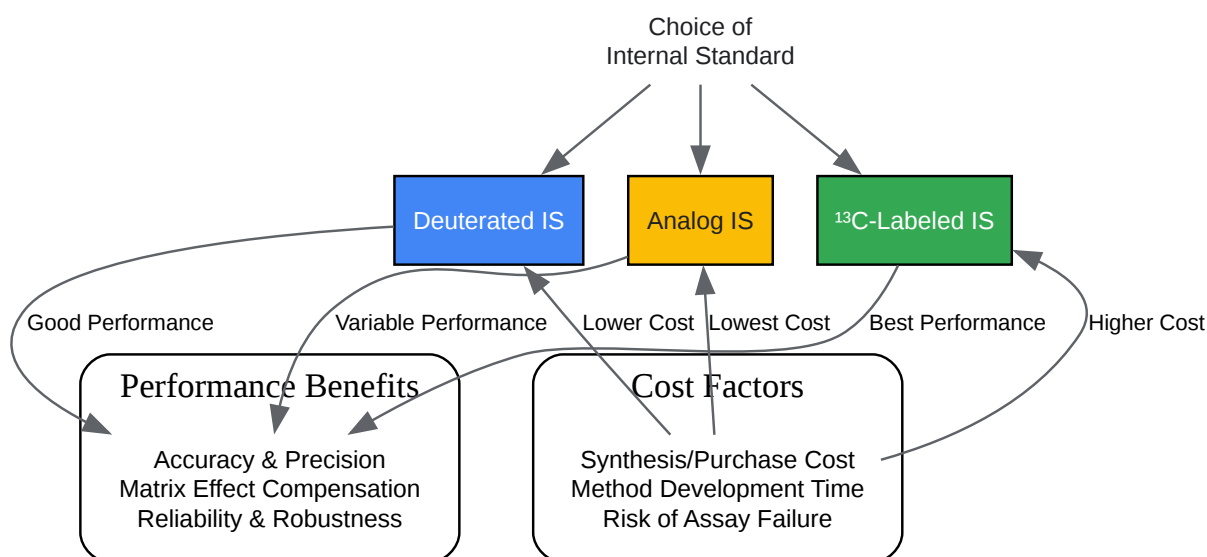 Choice of
Internal Standard
Deuterated IS
Analog IS
¹³C-Labeled IS
Good Performance
Variable Performance
Lower Cost
Lowest Cost
Best Performance
Higher Cost
Performance Benefits
Accuracy & Precision
Matrix Effect Compensation
Reliability & Robustness
Cost Factors
Synthesis/Purchase Cost
Method Development Time
Risk of Assay Failure